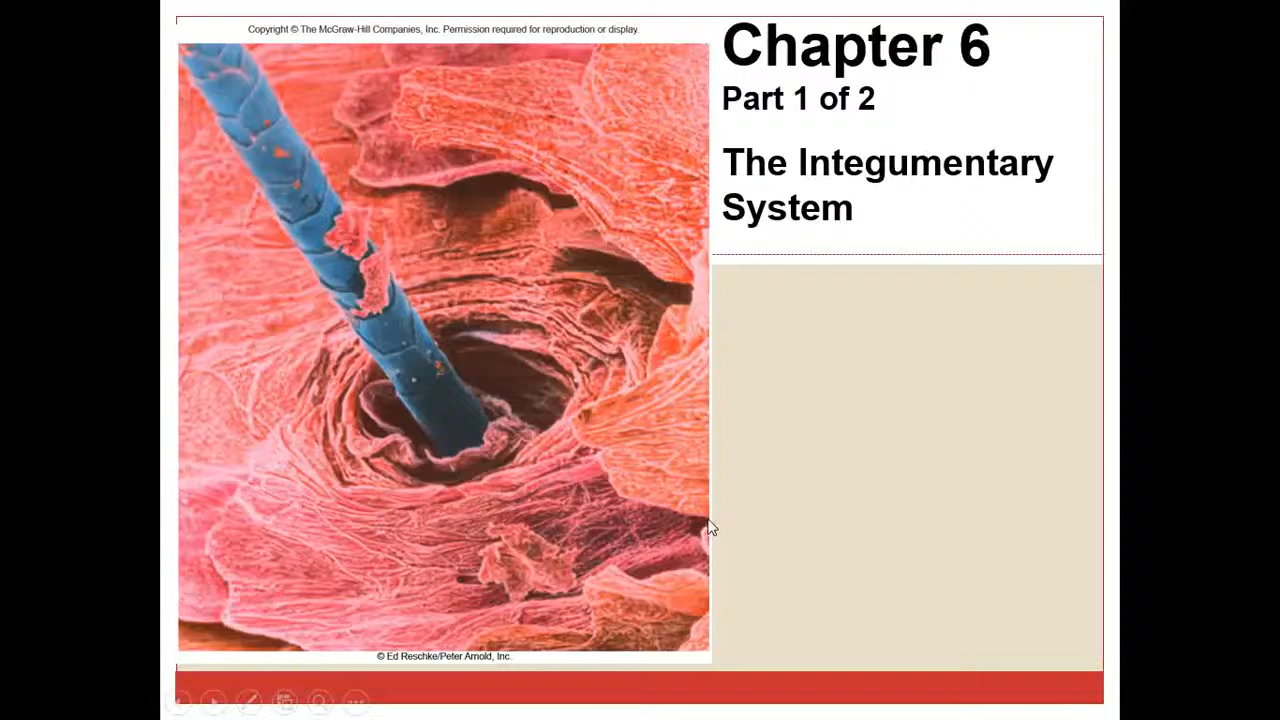 Copyright © The McGraw-Hill Companies, Inc. Permission required for reproduction or display.
Chapter 6
Part 1 of 2
The Integumentary
System
© Ed Reschke/Peter Arnold, Inc.